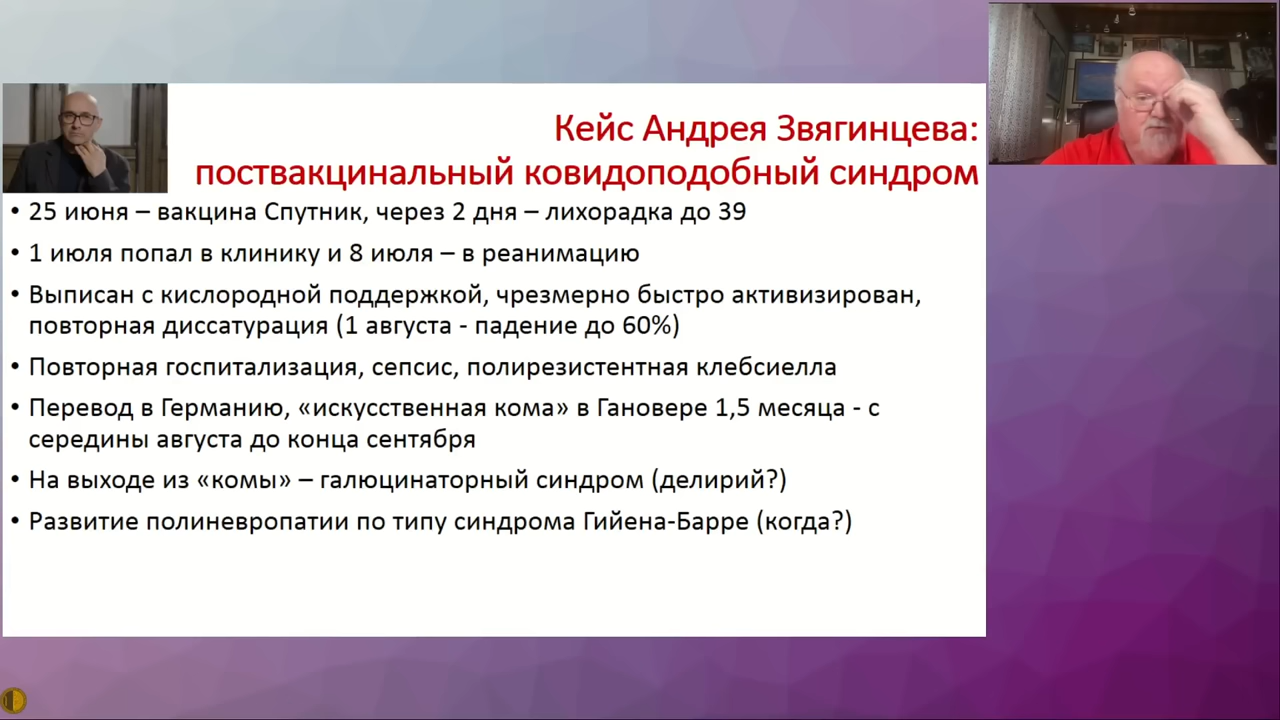 Кейс Андрея Звягинцева:
поствакцинальный ковидоподобный синдром
• 25 июня – вакцина Спутник, через 2 дня – лихорадка до 39
• 1 июля попал в клинику и 8 июля – в реанимацию
• Выписан с кислородной поддержкой, чрезмерно быстро активизирован,
повторная диссатурация (1 августа - падение до 60%)
• Повторная госпитализация, сепсис, полирезистентная клебсиелла
• Перевод в Германию, «искусственная кома» в Гановере 1,5 месяца - с
середины августа до конца сентября
• На выходе из «комы» – галюцинаторный синдром (делирий?)
• Развитие полиневропатии по типу синдрома Гийена-Барре (когда?)